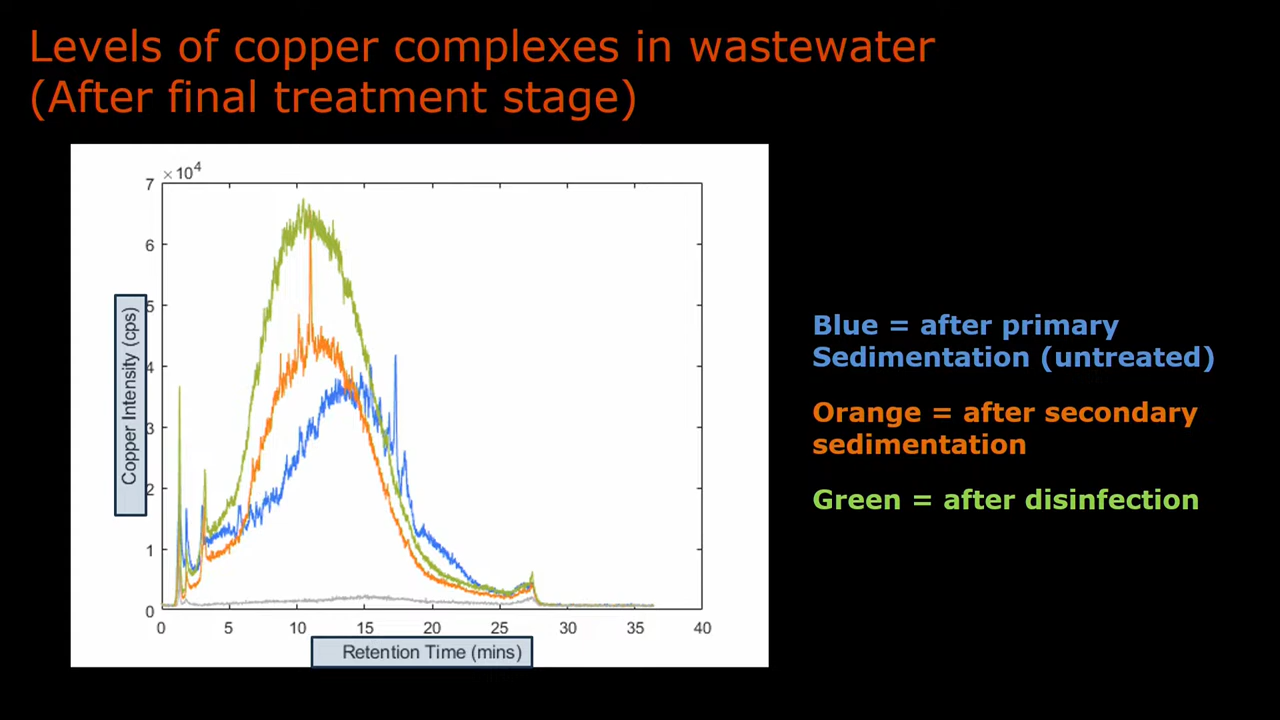 Levels of copper complexes in wastewater
(After final treatment stage)
×10⁴
7
6
5
4
3
2
1
0
Copper Intensity (cps)
0 5 10 15 20 25 30 35 40
Retention Time (mins)
Blue = after primary
Sedimentation (untreated)
Orange = after secondary
sedimentation
Green = after disinfection